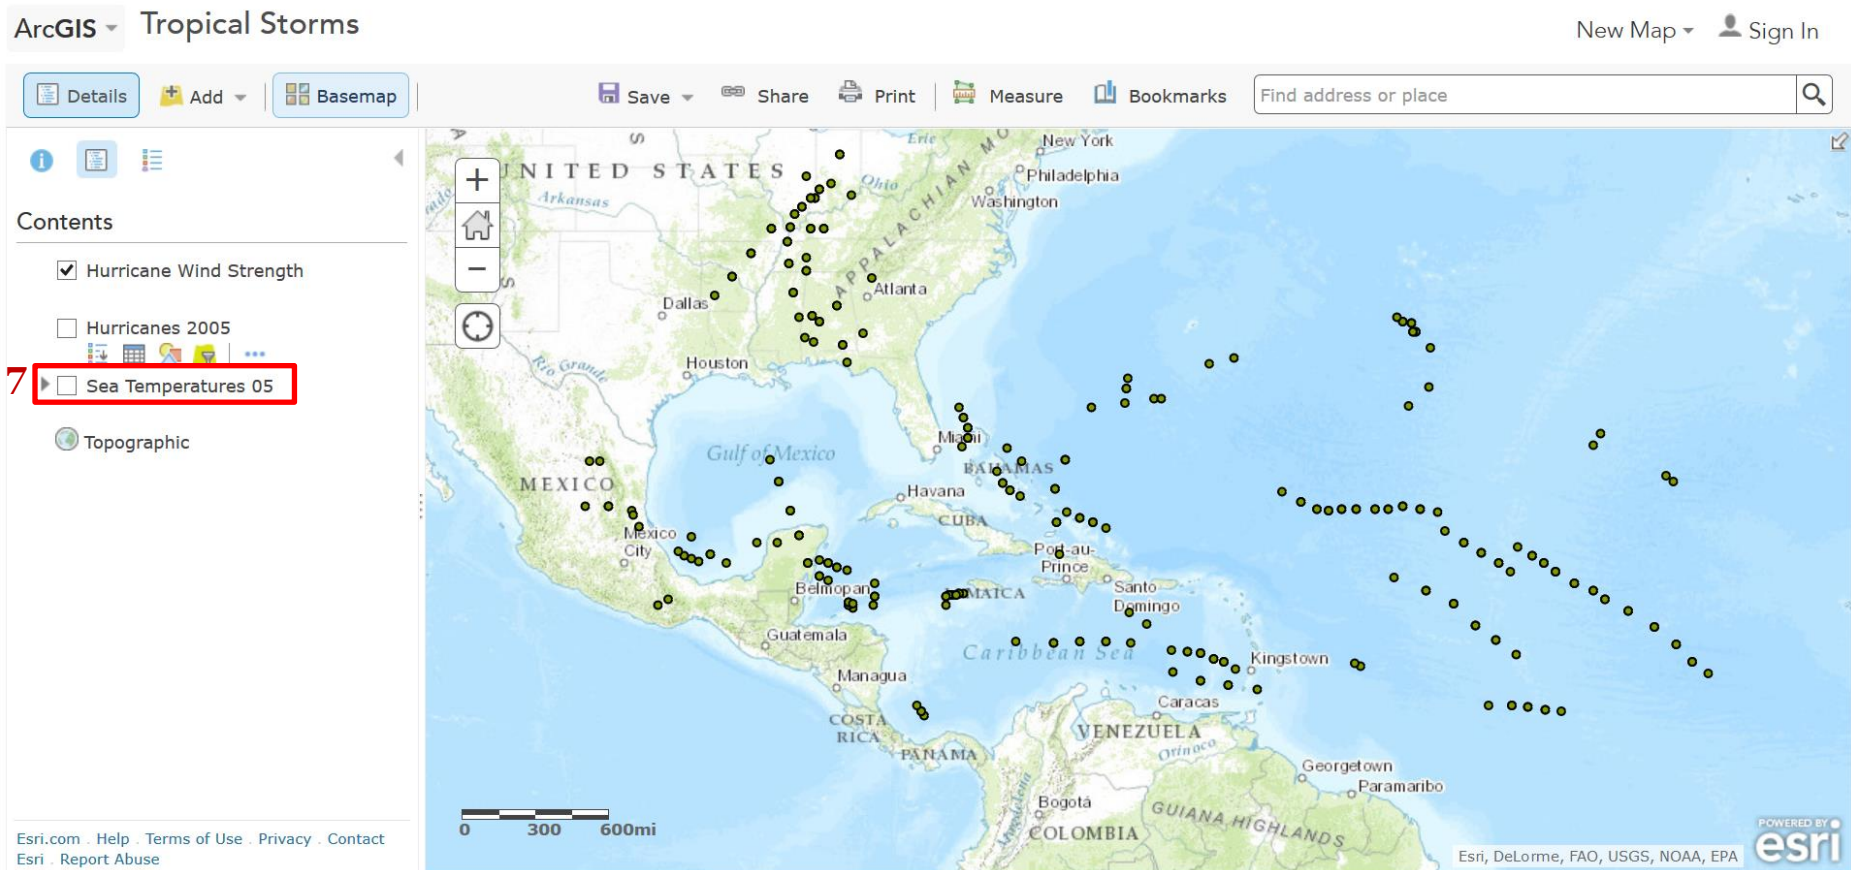 ArcGIS
Tropical Storms
New Map
Sign In
Details
Add
Basemap
Save
Share
Print
Measure
Bookmarks
Find address or place
Contents
Hurricane Wind Strength
Hurricanes 2005
7
Sea Temperatures 05
Topographic
Esri.com . Help . Terms of Use . Privacy . Contact
Esri . Report Abuse
UNITED STATES
Arkansas
Ohio
Erie
APPALACHIAN MO
New York
Philadelphia
Washington
Atlanta
Dallas
Houston
Rio Grande
Miami
Gulf of Mexico
BAHAMAS
MEXICO
Havana
CUBA
Mexico
City
Port-au-
Prince
Belmopan
JAMAICA
Santo
Domingo
Guatemala
Caribbean Sea
Kingstown
Managua
Caracas
COSTA
RICA
VENEZUELA
Orinoco
PANAMA
Georgetown
Paramaribo
Bogotá
Magdalena
COLOMBIA
GUIANA HIGHLANDS
0 300 600mi
Esri, DeLorme, FAO, USGS, NOAA, EPA
POWERED BY
esri